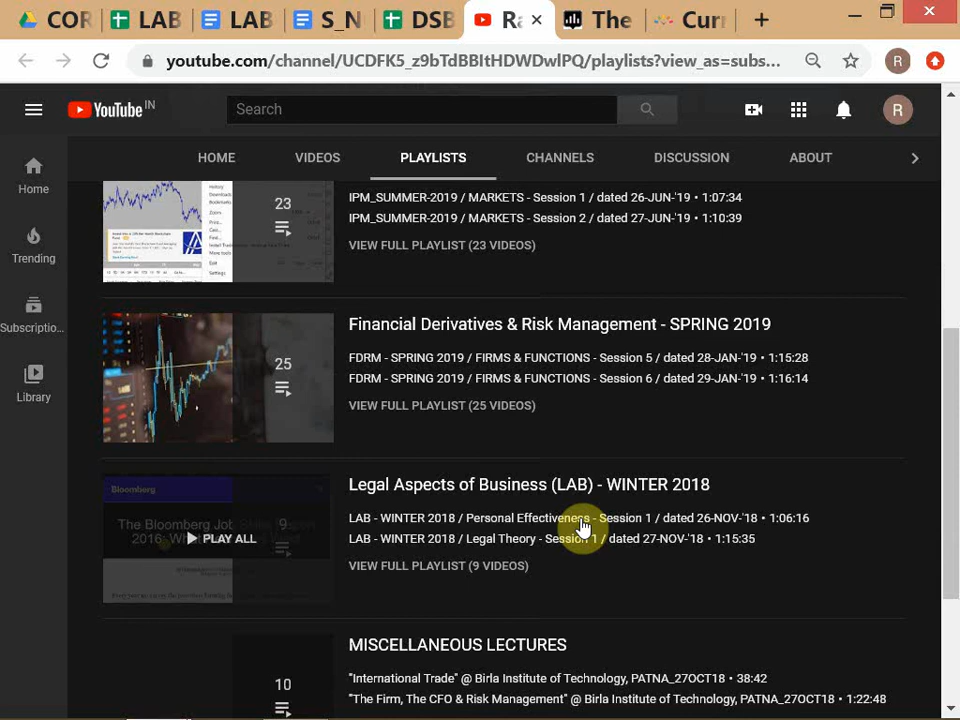 COR
LAB
LAB
S_N
DSB
Ra
The
Curr
youtube.com/channel/UCDFK5_z9bTdBBItHDWDwlPQ/playlists?view_as=subs...
R
YouTube IN
Search
R
HOME VIDEOS PLAYLISTS CHANNELS DISCUSSION ABOUT
Home
Trending
Subscriptio...
Library
23
IPM_SUMMER-2019 / MARKETS - Session 1 / dated 26-JUN-'19 • 1:07:34
IPM_SUMMER-2019 / MARKETS - Session 2 / dated 27-JUN-'19 • 1:10:39
VIEW FULL PLAYLIST (23 VIDEOS)
25
Financial Derivatives & Risk Management - SPRING 2019
FDRM - SPRING 2019 / FIRMS & FUNCTIONS - Session 5 / dated 28-JAN-'19 • 1:15:28
FDRM - SPRING 2019 / FIRMS & FUNCTIONS - Session 6 / dated 29-JAN-'19 • 1:16:14
VIEW FULL PLAYLIST (25 VIDEOS)
Bloomberg
The Bloomberg Job
2016:
9
PLAY ALL
Legal Aspects of Business (LAB) - WINTER 2018
LAB - WINTER 2018 / Personal Effectiveness - Session 1 / dated 26-NOV-'18 • 1:06:16
LAB - WINTER 2018 / Legal Theory - Session 1 / dated 27-NOV-'18 • 1:15:35
VIEW FULL PLAYLIST (9 VIDEOS)
10
MISCELLANEOUS LECTURES
"International Trade" @ Birla Institute of Technology, PATNA_27OCT18 • 38:42
"The Firm, The CFO & Risk Management" @ Birla Institute of Technology, PATNA_27OCT18 • 1:22:48